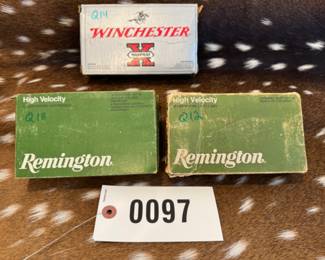 Q14
WINCHESTER
X
High Velocity
Q18
Remington
High Velocity
Q12
Remington
0097